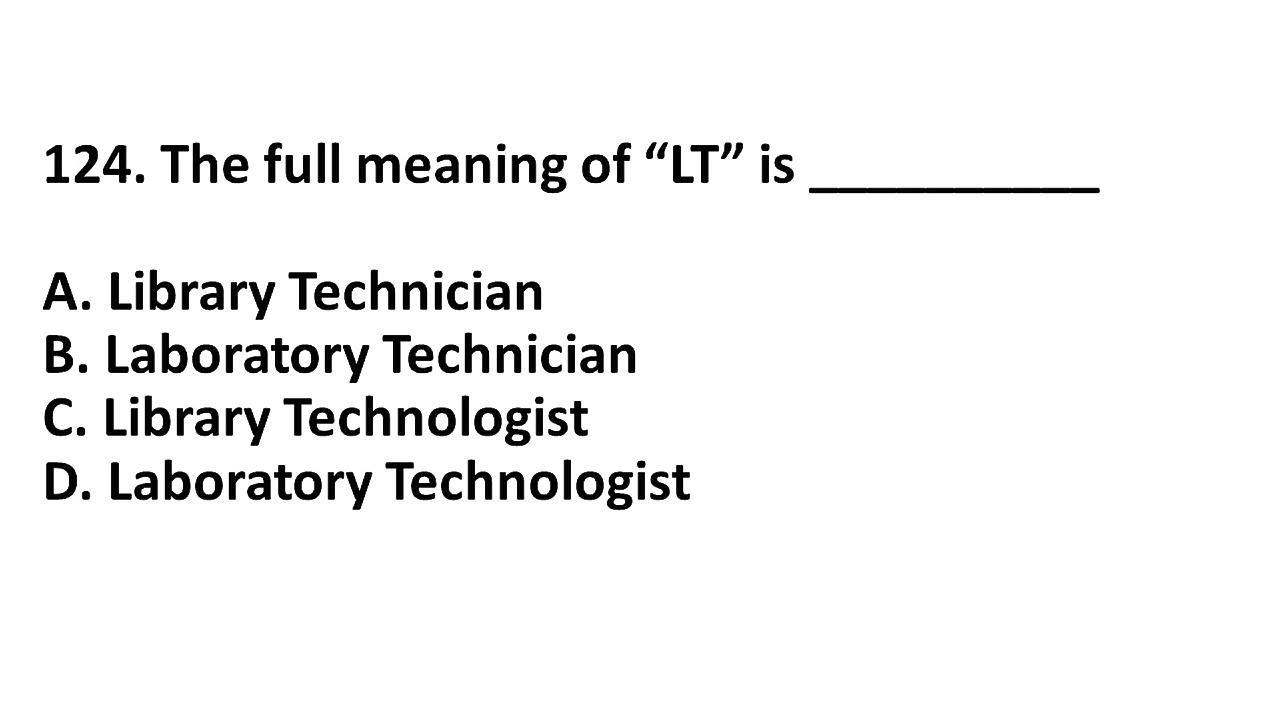 124. The full meaning of “LT” is __________
A. Library Technician
B. Laboratory Technician
C. Library Technologist
D. Laboratory Technologist